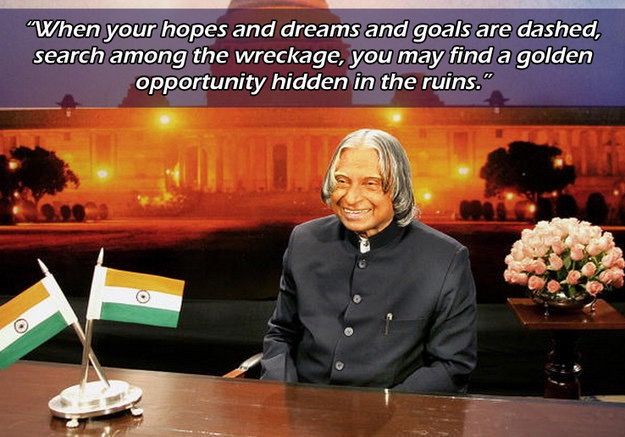 “When your hopes and dreams and goals are dashed,
search among the wreckage, you may find a golden
opportunity hidden in the ruins.”